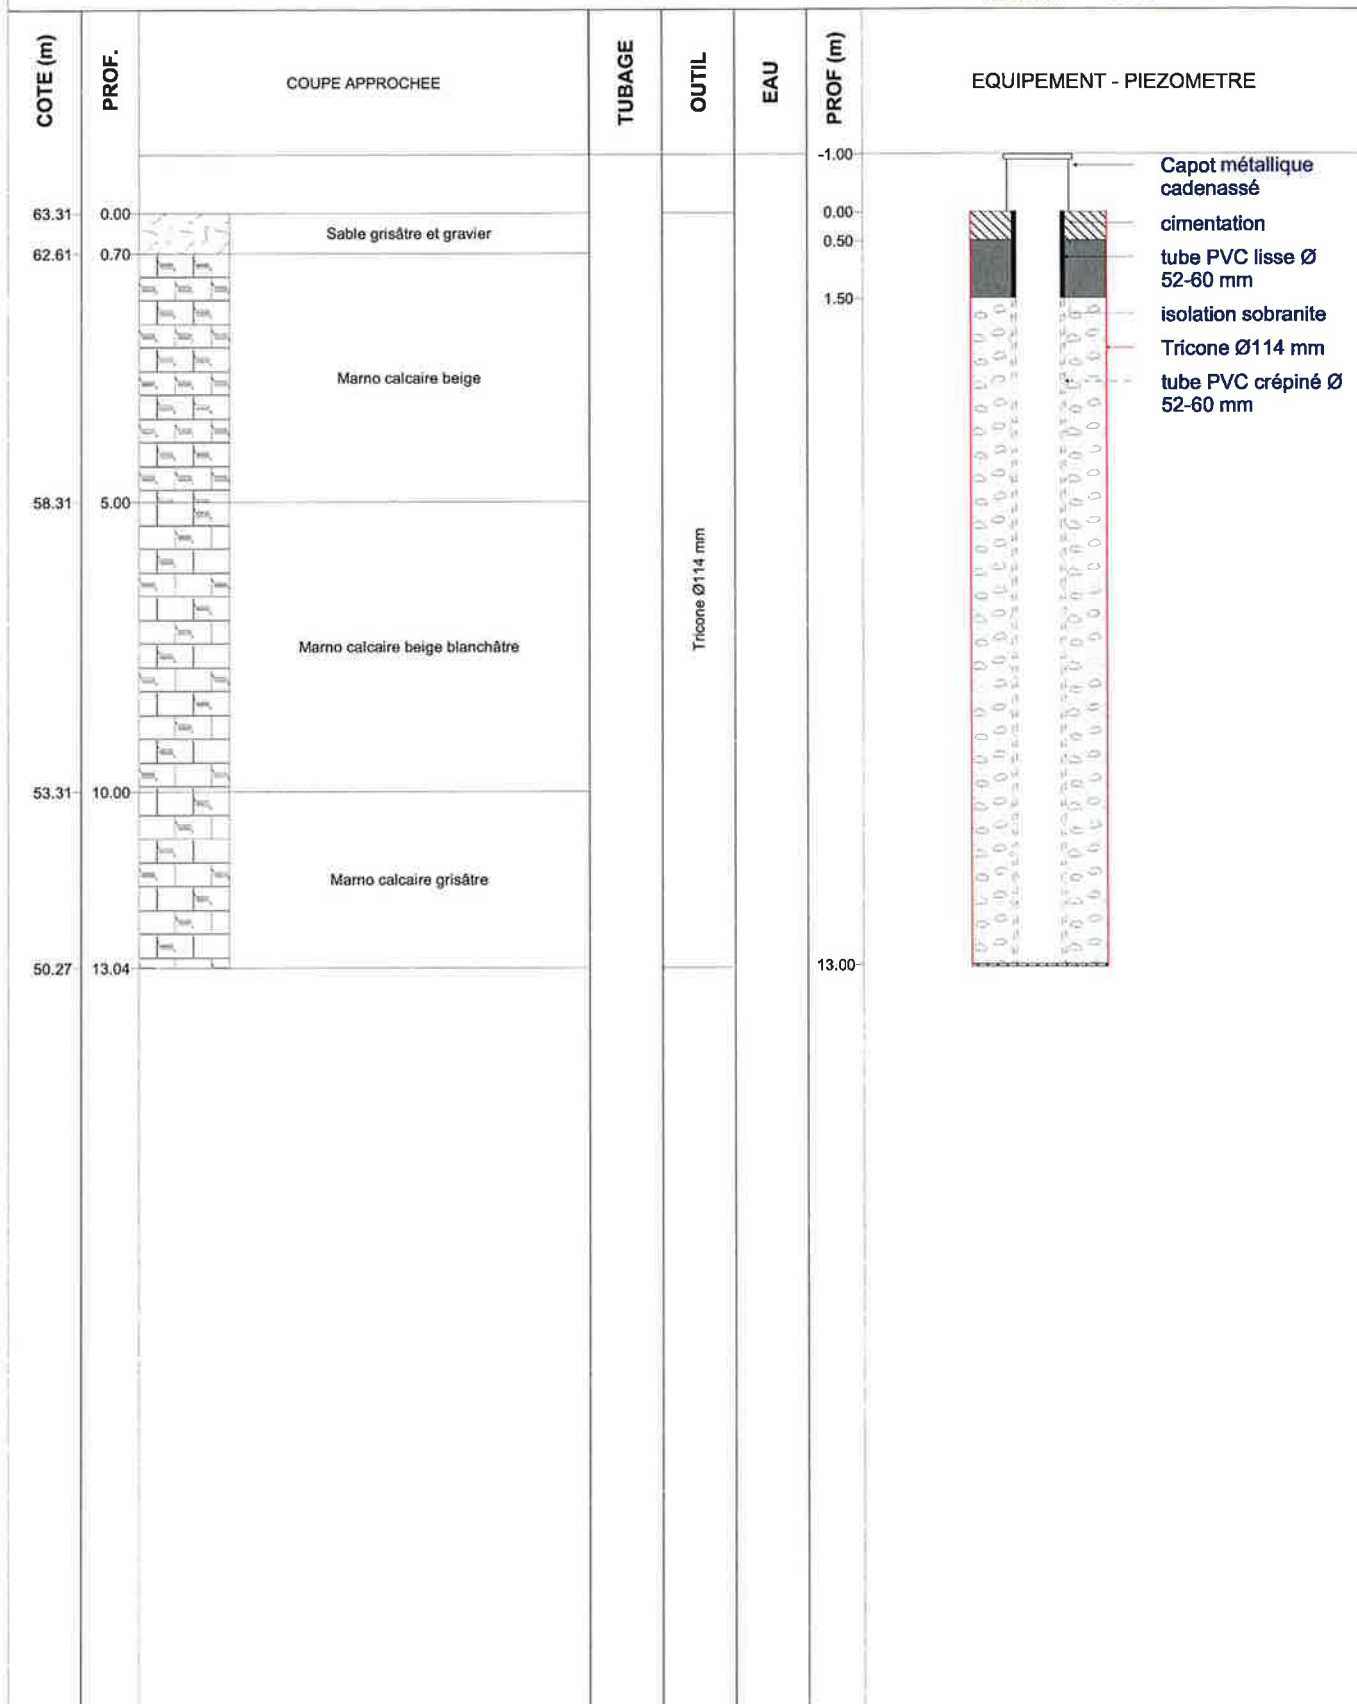 COTE (m)
PROF.
COUPE APPROCHEE
TUBAGE
OUTIL
EAU
PROF (m)
EQUIPEMENT - PIEZOMETRE
-1.00
Capot métallique
cadenassé
63.31
0.00
0.00
cimentation
Sable grisâtre et gravier
0.50
62.61
0.70
tube PVC lisse Ø
52-60 mm
1.50
isolation sobranite
Tricone Ø114 mm
Marno calcaire beige
tube PVC crépiné Ø
52-60 mm
58.31
5.00
Tricone Ø114 mm
Marno calcaire beige blanchâtre
53.31
10.00
Marno calcaire grisâtre
50.27
13.04
13.00